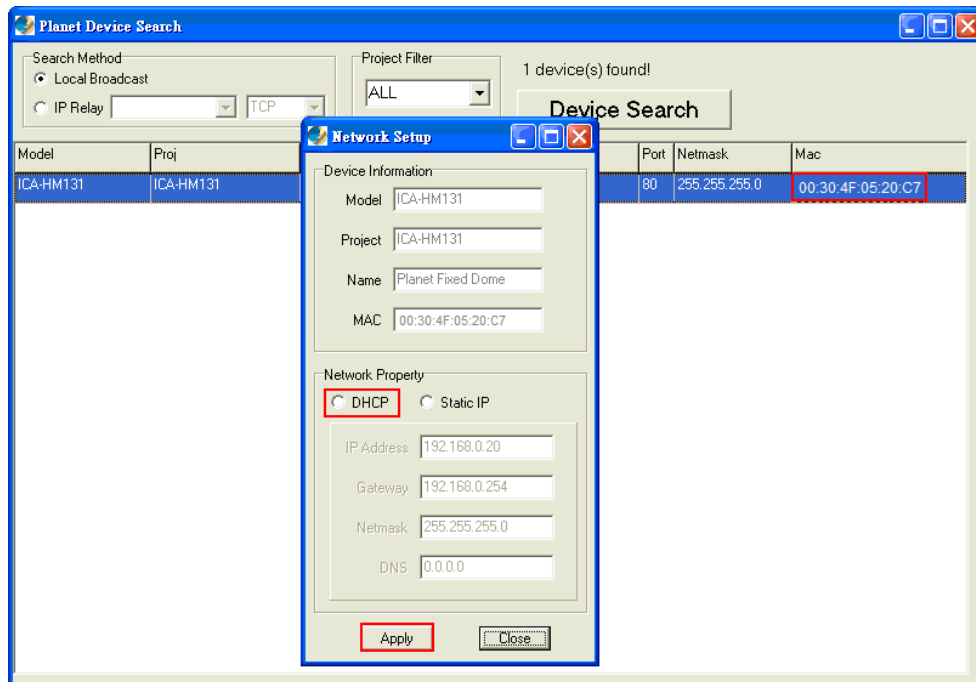 Planet Device Search
Search Method
Local Broadcast
IP Relay TCP
Project Filter
ALL
1 device(s) found!
Device Search
Model Proj Port Netmask Mac
ICA-HM131 ICA-HM131 80 255.255.255.0 00:30:4F:05:20:C7
Network Setup
Device Information
Model ICA-HM131
Project ICA-HM131
Name Planet Fixed Dome
MAC 00:30:4F:05:20:C7
Network Property
DHCP Static IP
IP Address 192.168.0.20
Gateway 192.168.0.254
Netmask 255.255.255.0
DNS 0.0.0.0
Apply Close